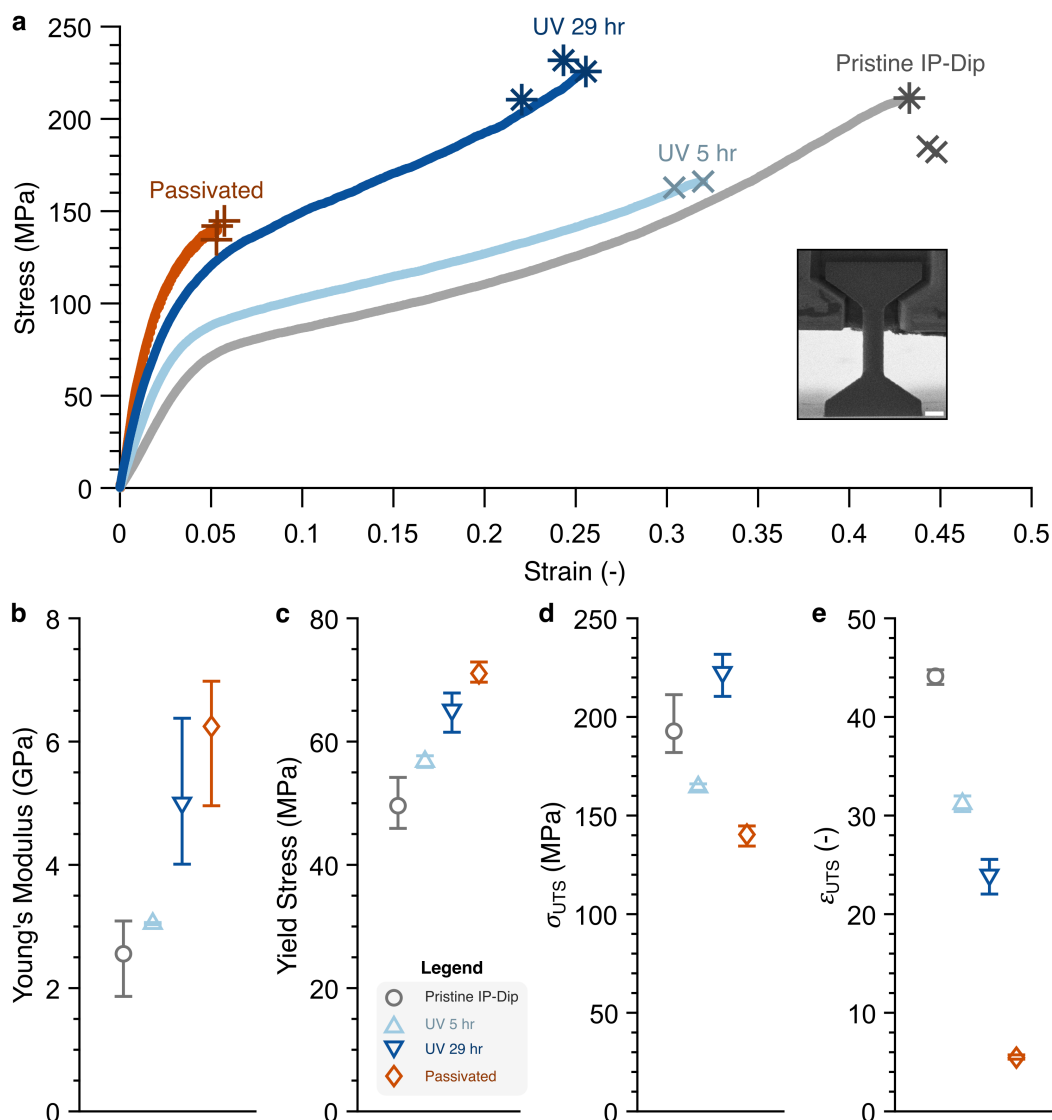 a
250
200
150
100
50
0
Stress (MPa)
UV 29 hr
Pristine IP-Dip
UV 5 hr
Passivated
0 0.05 0.1 0.15 0.2 0.25 0.3 0.35 0.4 0.45 0.5
Strain (-)
b
8
6
4
2
0
Young's Modulus (GPa)
c
80
60
40
20
0
Yield Stress (MPa)
Legend
Pristine IP-Dip
UV 5 hr
UV 29 hr
Passivated
d
250
200
150
100
50
0
σUTS (MPa)
e
50
40
30
20
10
0
εUTS (-)